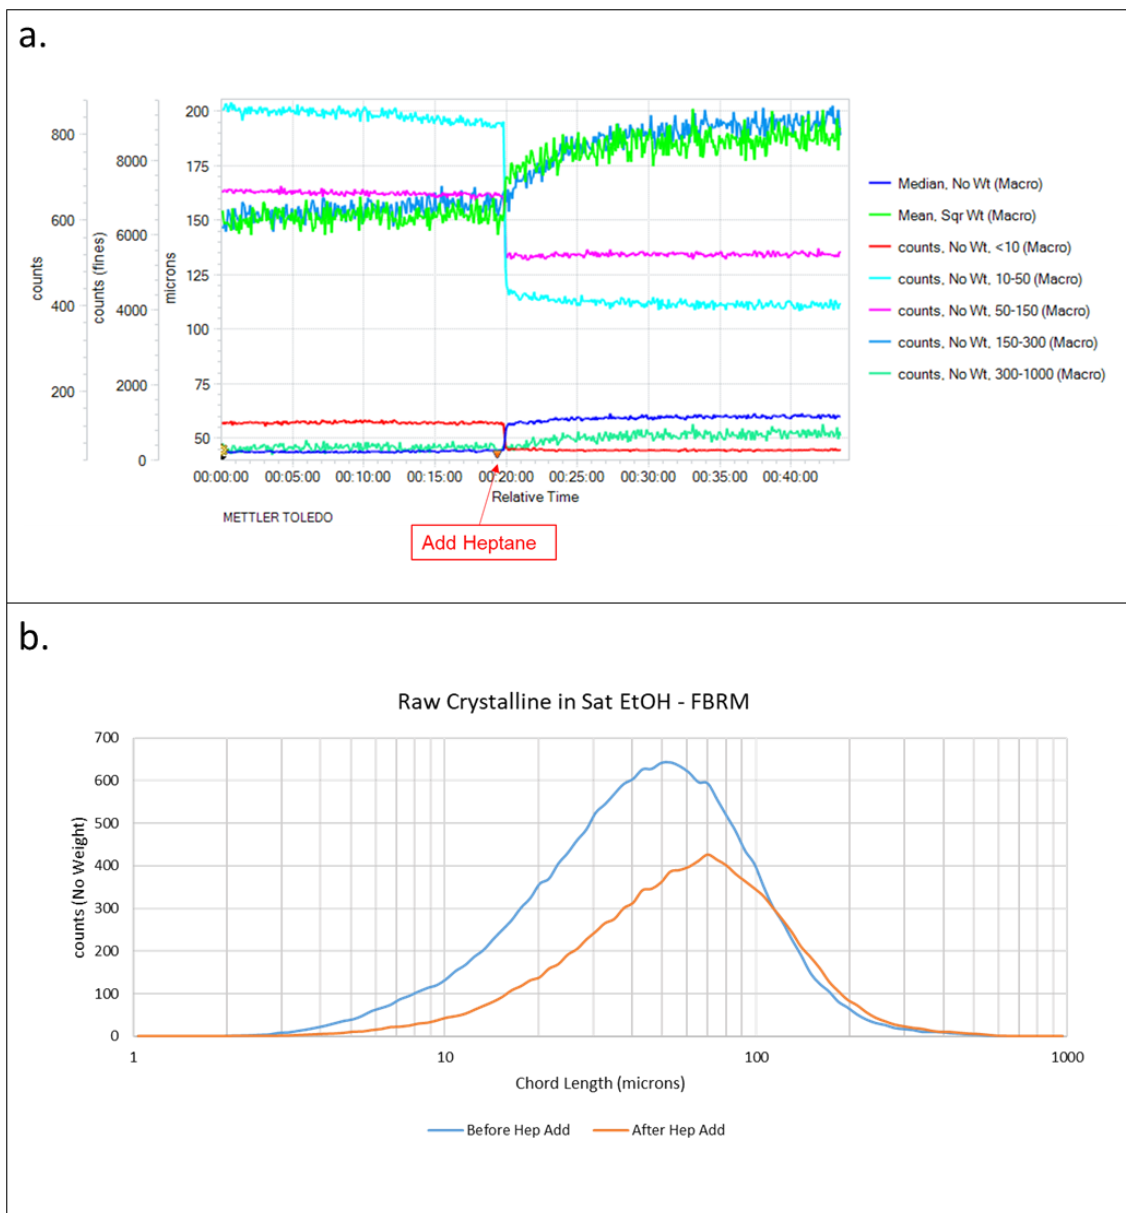 a.
counts
800
600
400
200
0
counts (fines)
8000
6000
4000
2000
0
microns
200
175
150
125
100
75
50
00:00:00 00:05:00 00:10:00 00:15:00 00:20:00 00:25:00 00:30:00 00:35:00 00:40:00
Relative Time
METTLER TOLEDO
Add Heptane
Median, No Wt (Macro)
Mean, Sqr Wt (Macro)
counts, No Wt, <10 (Macro)
counts, No Wt, 10-50 (Macro)
counts, No Wt, 50-150 (Macro)
counts, No Wt, 150-300 (Macro)
counts, No Wt, 300-1000 (Macro)
b.
Raw Crystalline in Sat EtOH - FBRM
counts (No Weight)
700
600
500
400
300
200
100
0
1 10 100 1000
Chord Length (microns)
Before Hep Add After Hep Add